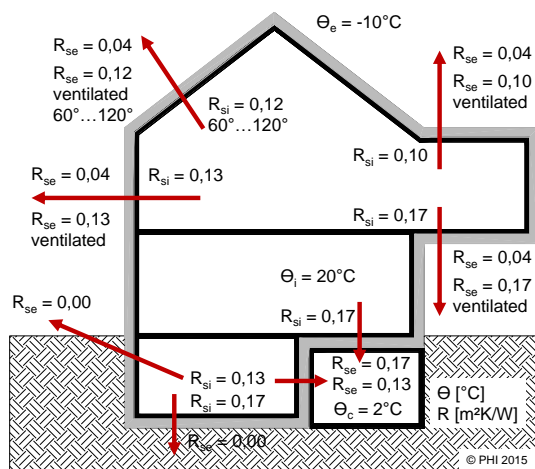 ϴe = -10°C
Rse = 0,04
Rse = 0,12
ventilated
60°…120°
Rsi = 0,12
60°…120°
Rse = 0,04
Rse = 0,10
ventilated
Rsi = 0,10
Rse = 0,04
Rsi = 0,13
Rse = 0,13
ventilated
Rsi = 0,17
Rse = 0,04
Rse = 0,17
ventilated
ϴi = 20°C
Rse = 0,00
Rsi = 0,17
Rse = 0,17
Rsi = 0,13
Rse = 0,13
Rsi = 0,17
ϴc = 2°C
ϴ [°C]
R [m²K/W]
Rse = 0,00
© PHI 2015